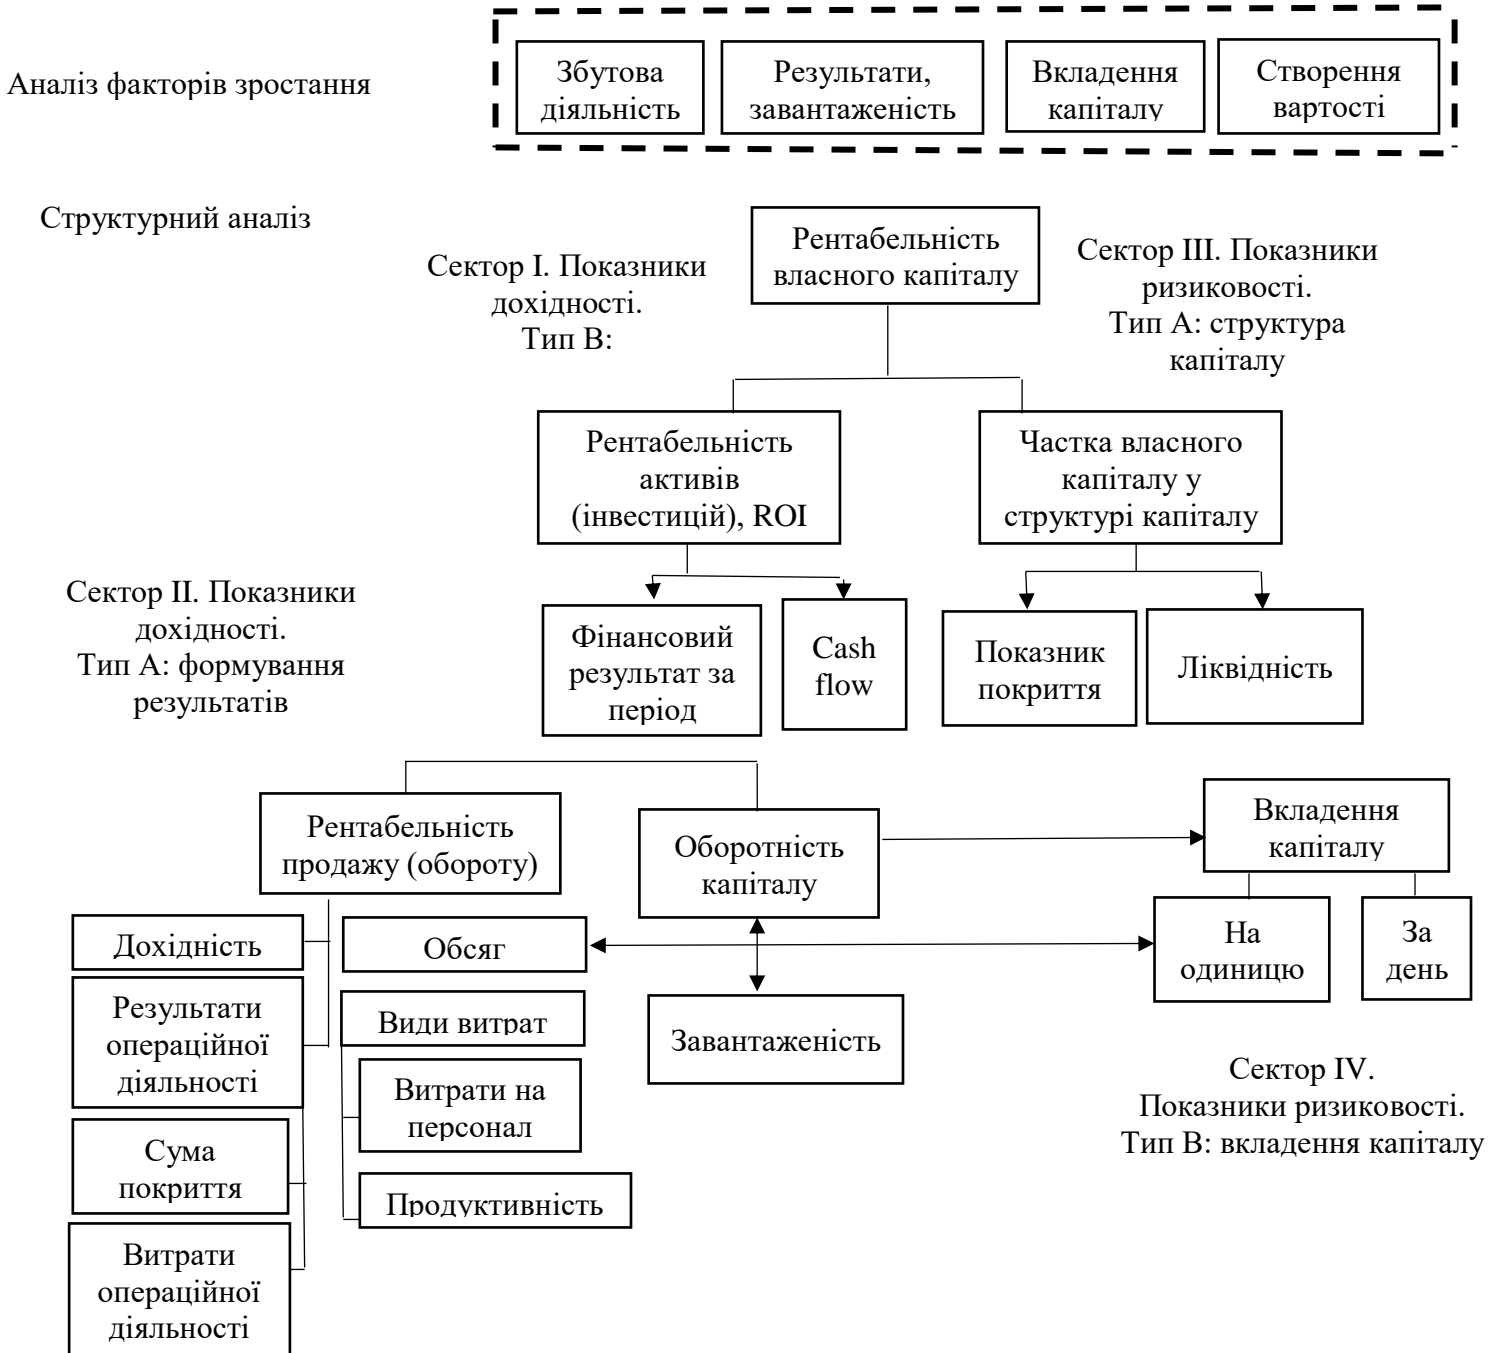 Аналіз факторів зростання
Збутова
діяльність
Результати,
завантаженість
Вкладення
капіталу
Створення
вартості
Структурний аналіз
Сектор I. Показники
дохідності.
Тип В:
Рентабельність
власного капіталу
Сектор III. Показники
ризиковості.
Тип А: структура
капіталу
Рентабельність
активів
(інвестицій), ROI
Частка власного
капіталу у
структурі капіталу
Сектор II. Показники
дохідності.
Тип А: формування
результатів
Фінансовий
результат за
період
Cash
flow
Показник
покриття
Ліквідність
Рентабельність
продажу (обороту)
Оборотність
капіталу
Вкладення
капіталу
Дохідність
Обсяг
На
одиницю
За
день
Результати
операційної
діяльності
Види витрат
Завантаженість
Витрати на
персонал
Сектор IV.
Показники ризиковості.
Тип В: вкладення капіталу
Сума
покриття
Продуктивність
Витрати
операційної
діяльності